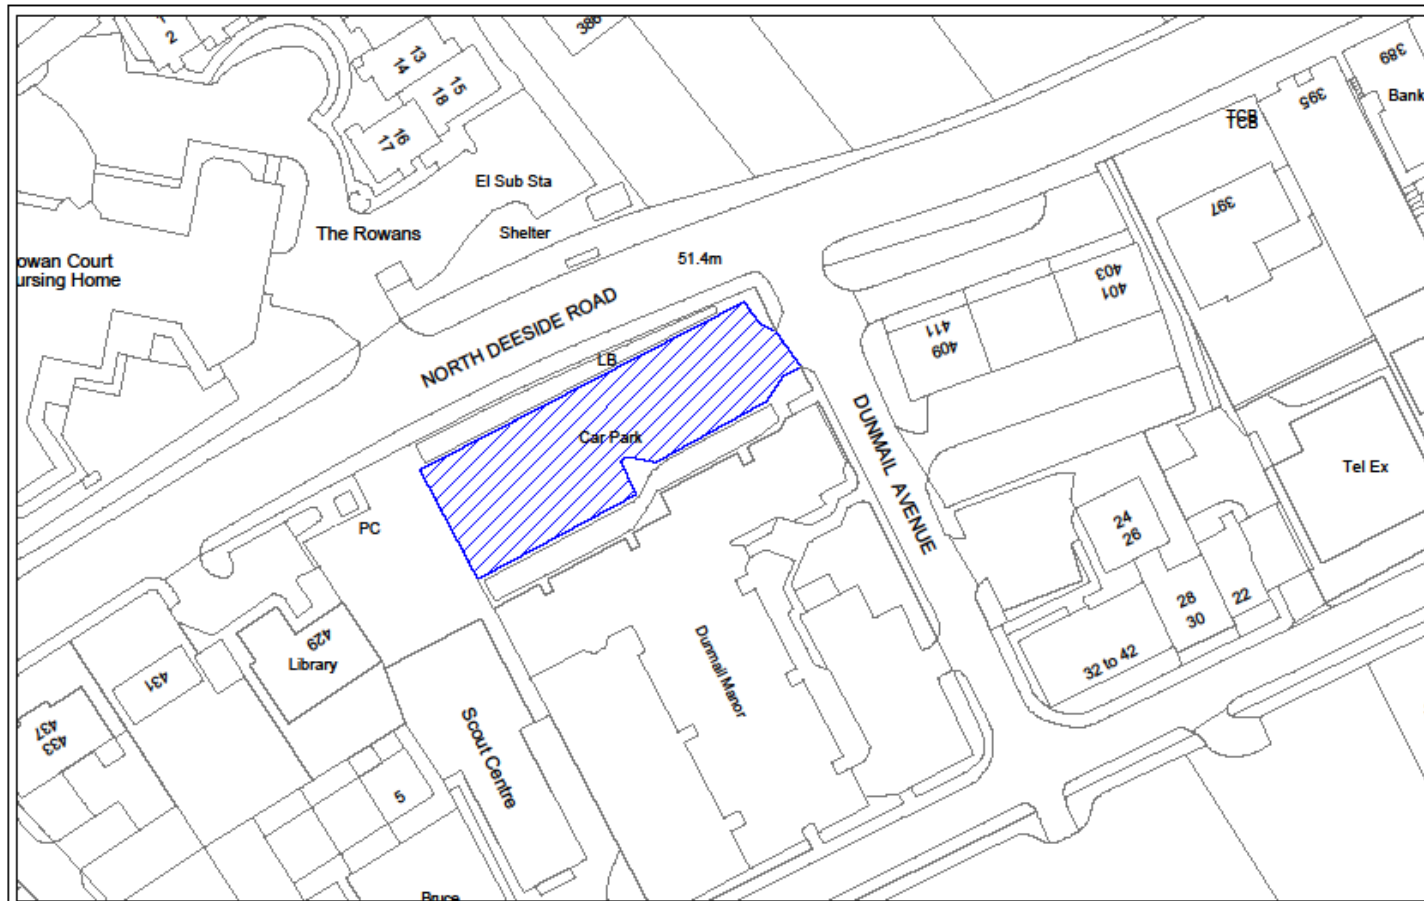 2
386
13
14
15
18
16
17
389
Bank
395
TCB
TCB
397
El Sub Sta
Shelter
The Rowans
51.4m
owan Court
ursing Home
NORTH DEESIDE ROAD
LB
403
401
411
409
Car Park
DUNMAIL AVENUE
Tel Ex
PC
24
26
28
30
22
32 to 42
429
Library
431
437
433
Dunmail Manor
Scout Centre
5
Bruce